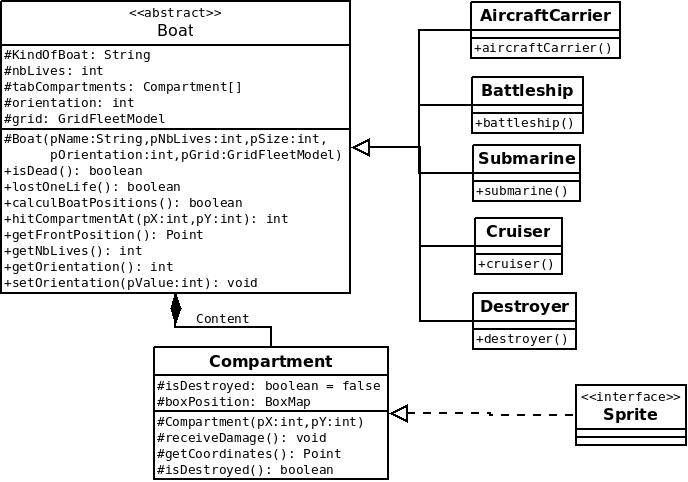 <<abstract>>
Boat
#KindOfBoat: String
#nbLives: int
#tabCompartments: Compartment[]
#orientation: int
#grid: GridFleetModel
#Boat(pName:String,pNbLives:int,pSize:int,
pOrientation:int,pGrid:GridFleetModel)
+isDead(): boolean
+lostOneLife(): boolean
+calculBoatPositions(): boolean
+hitCompartmentAt(pX:int,pY:int): int
+getFrontPosition(): Point
+getNbLives(): int
+getOrientation(): int
+setOrientation(pValue:int): void
AircraftCarrier
+aircraftCarrier()
Battleship
+battleship()
Submarine
+submarine()
Cruiser
+cruiser()
Destroyer
+destroyer()
Content
Compartment
#isDestroyed: boolean = false
#boxPosition: BoxMap
#Compartment(pX:int,pY:int)
#receiveDamage(): void
#getCoordinates(): Point
#isDestroyed(): boolean
<<interface>>
Sprite